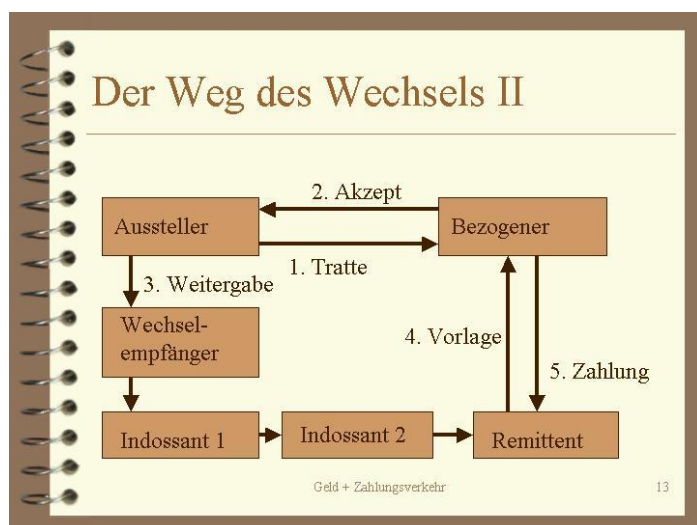 Der Weg des Wechsels II
2. Akzept
Aussteller
Bezogener
1. Tratte
3. Weitergabe
Wechsel-
empfänger
4. Vorlage
5. Zahlung
Indossant 1
Indossant 2
Remittent
Geld + Zahlungsverkehr
13